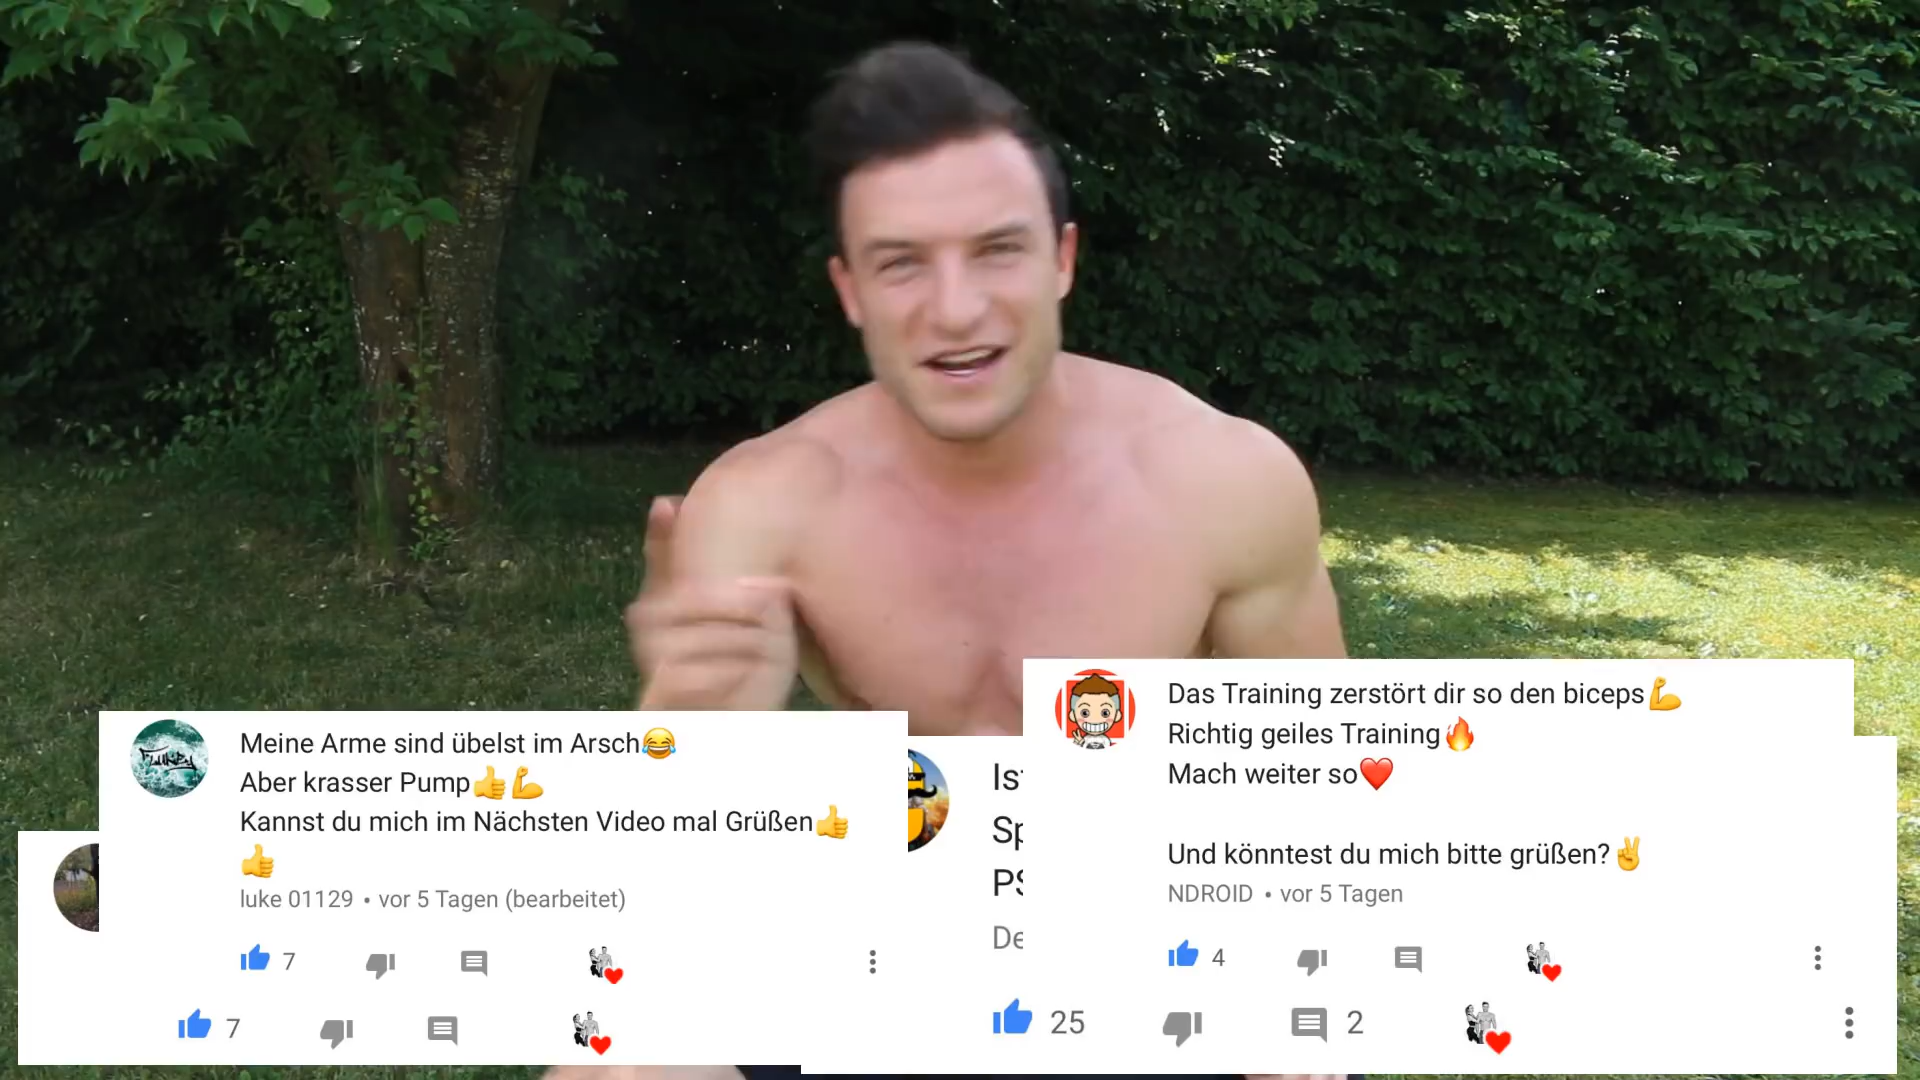 Meine Arme sind übelst im Arsch😂
Aber krasser Pump👍💪
Kannst du mich im Nächsten Video mal Grüßen👍
👍
luke 01129 • vor 5 Tagen (bearbeitet)
7
7
Das Training zerstört dir so den biceps💪
Richtig geiles Training🔥
Mach weiter so❤️
Und könntest du mich bitte grüßen?✌️
NDROID • vor 5 Tagen
4
25
2